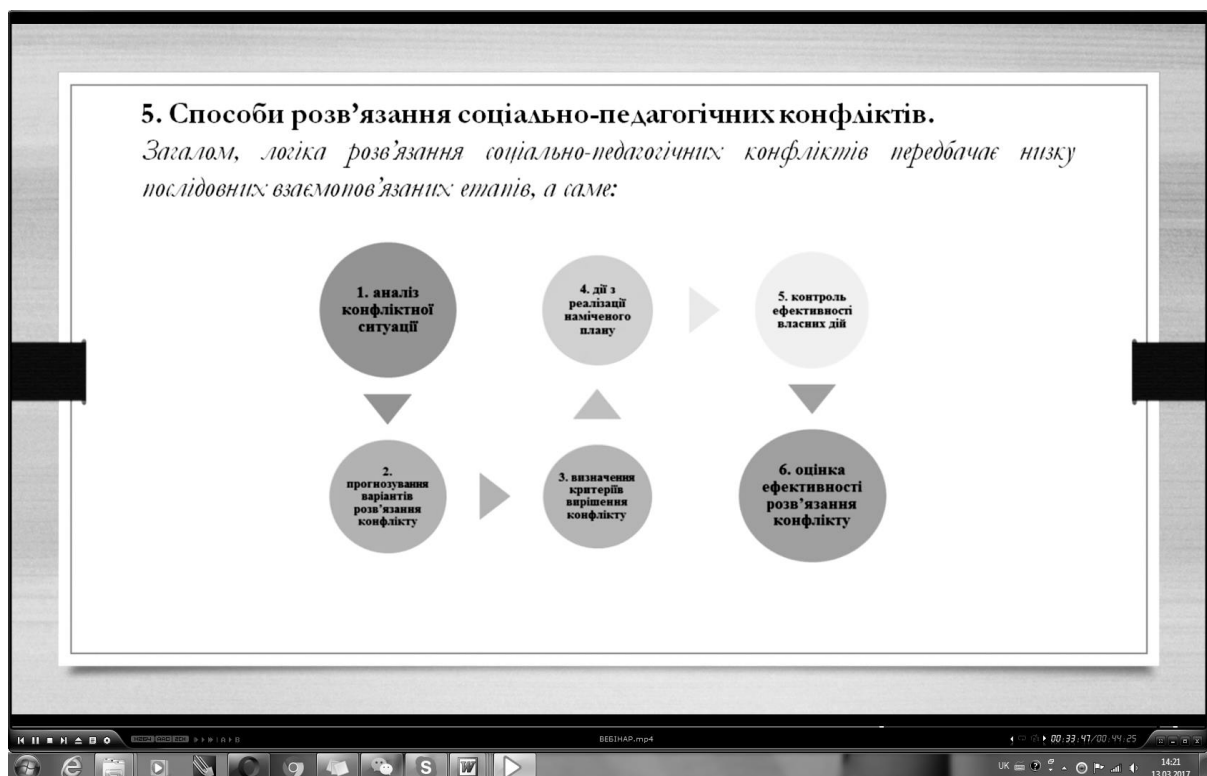 5. Способи розв’язання соціально-педагогічних конфліктів.
Загалом, логіка розв’язання соціально-педагогічних конфліктів передбачає низку
послідовних взаємопов’язаних етапів, а саме:
1. аналіз
конфліктної
ситуації
2.
прогнозування
варіантів
розв’язання
конфлікту
3. визначення
критеріїв
вирішення
конфлікту
4. дії з
реалізації
наміченого
плану
5. контроль
ефективності
власних дій
6. оцінка
ефективності
розв’язання
конфлікту
ВЕБІНАР.mp4
00:33:47/00:44:25
UK
14:21
13.03.2017